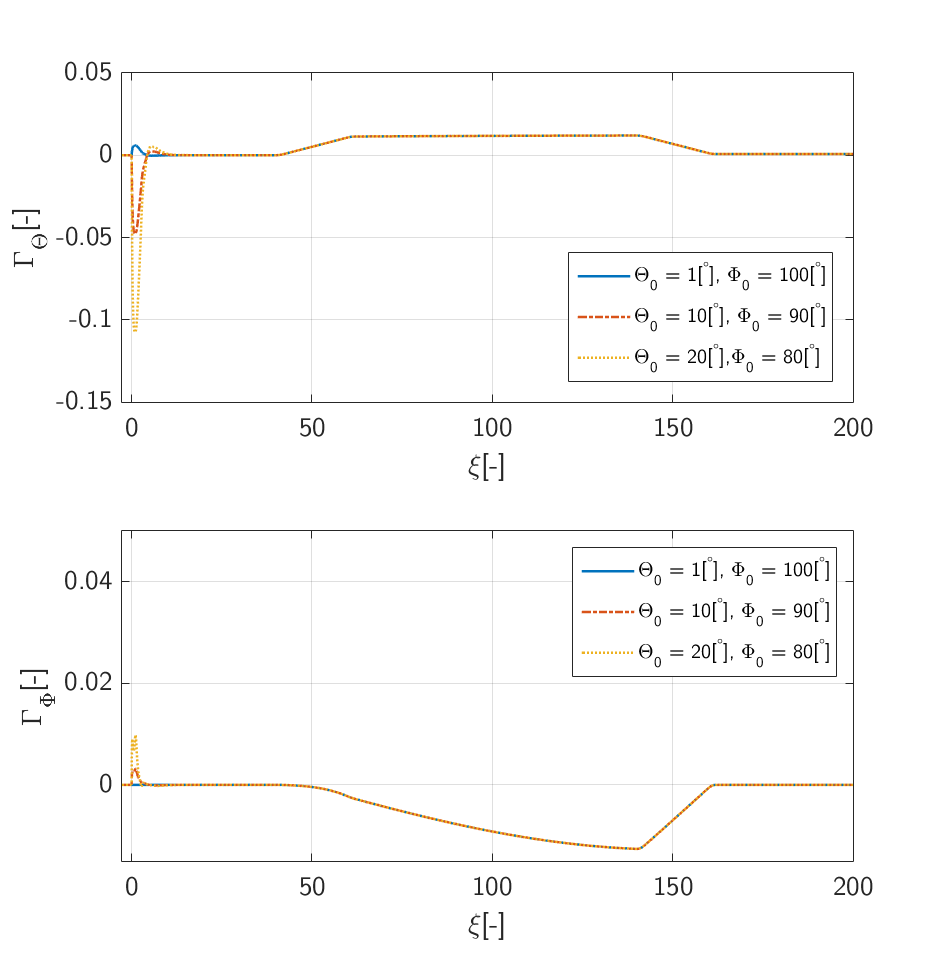 0.05
0
-0.05
-0.1
-0.15
Γ_Θ[-]
Θ_0 = 1[°], Φ_0 = 100[°]
Θ_0 = 10[°], Φ_0 = 90[°]
Θ_0 = 20[°],Φ_0 = 80[°]
0 50 100 150 200
ξ[-]
0.04
0.02
0
Γ_Φ[-]
Θ_0 = 1[°], Φ_0 = 100[°]
Θ_0 = 10[°], Φ_0 = 90[°]
Θ_0 = 20[°], Φ_0 = 80[°]
0 50 100 150 200
ξ[-]